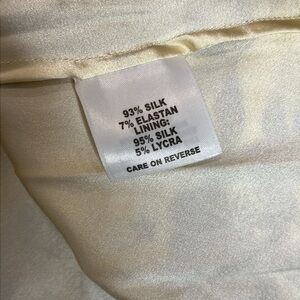 93% SILK
7% ELASTAN
LINING:
95% SILK
5% LYCRA
CARE ON REVERSE